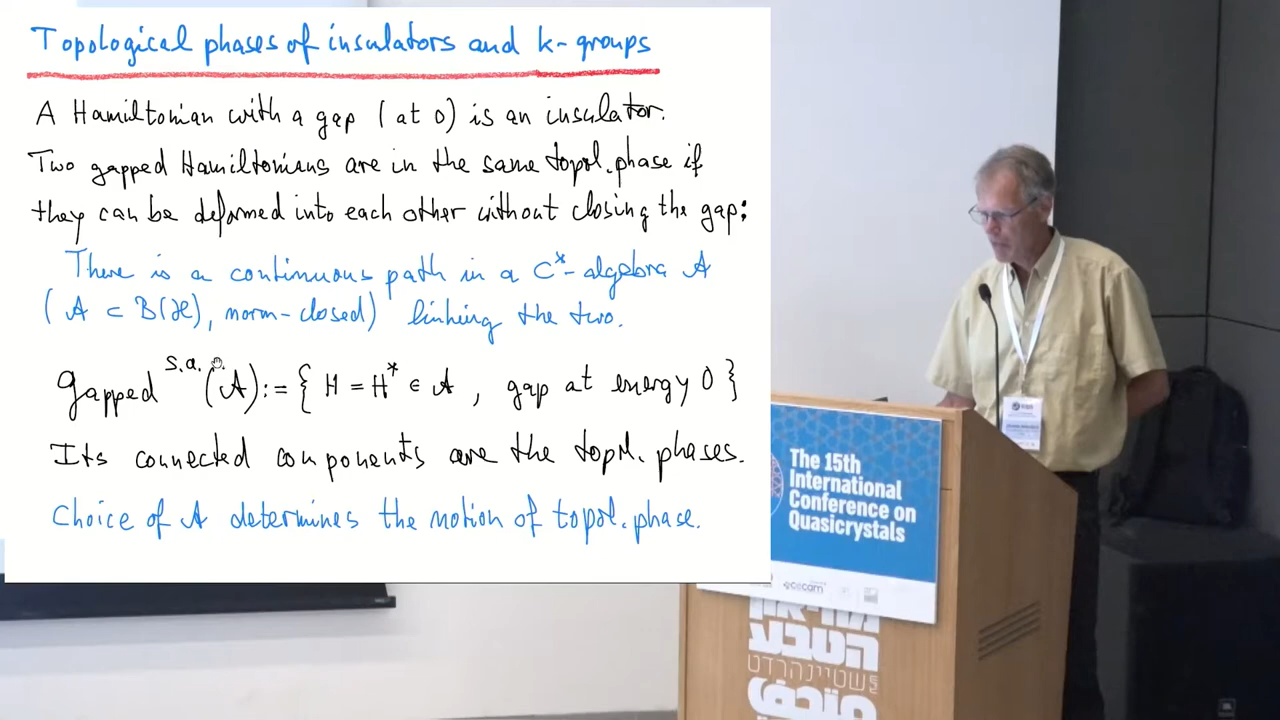 Topological phases of insulators and k-groups
A Hamiltonian with a gap (at 0) is an insulator.
Two gapped Hamiltonians are in the same topol. phase if
they can be deformed into each other without closing the gap:
There is a continuous path in a C*-algebra A
(A ⊂ B(ℋ), norm-closed) linking the two.
Gapped^{s.a.}(A) := { H = H* ∈ A , gap at energy 0 }
Its connected components are the topol. phases.
Choice of A determines the notion of topol. phase.
The 15th
International
Conference on
Quasicrystals
cecam
הטבע
שטיינהרדט